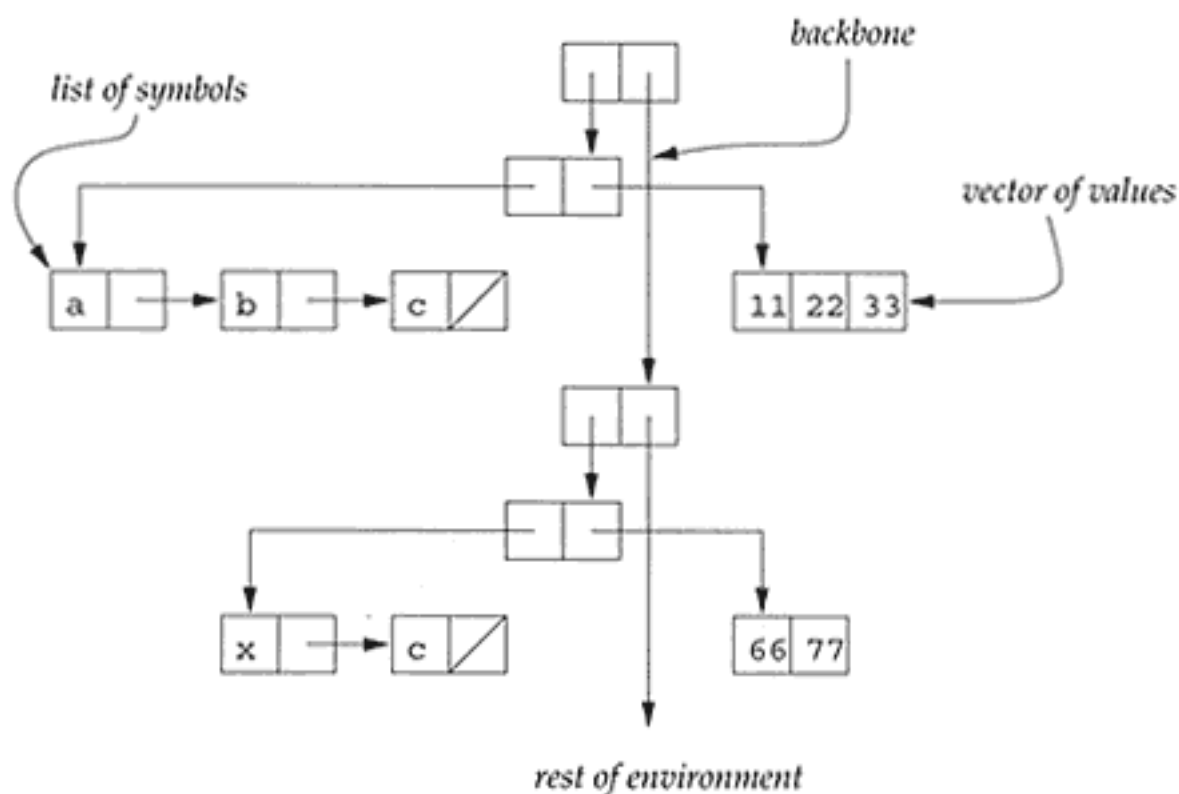 backbone
list of symbols
vector of values
a b c
11 22 33
x c
66 77
rest of environment